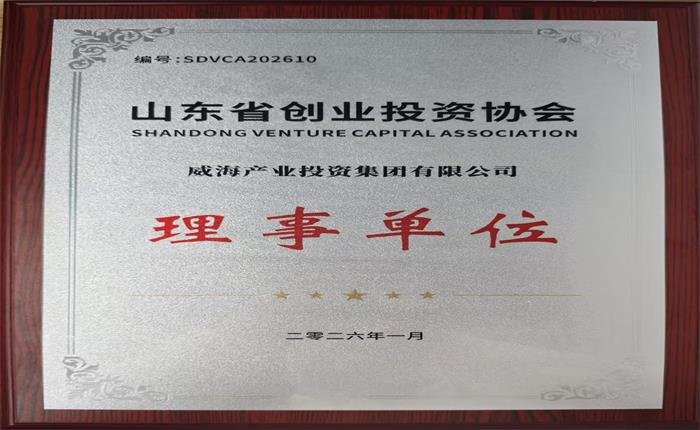 编号:SDVCA202610
山东省创业投资协会
SHANDONG VENTURE CAPITAL ASSOCIATION
威海产业投资集团有限公司
理事单位
二零二六年一月